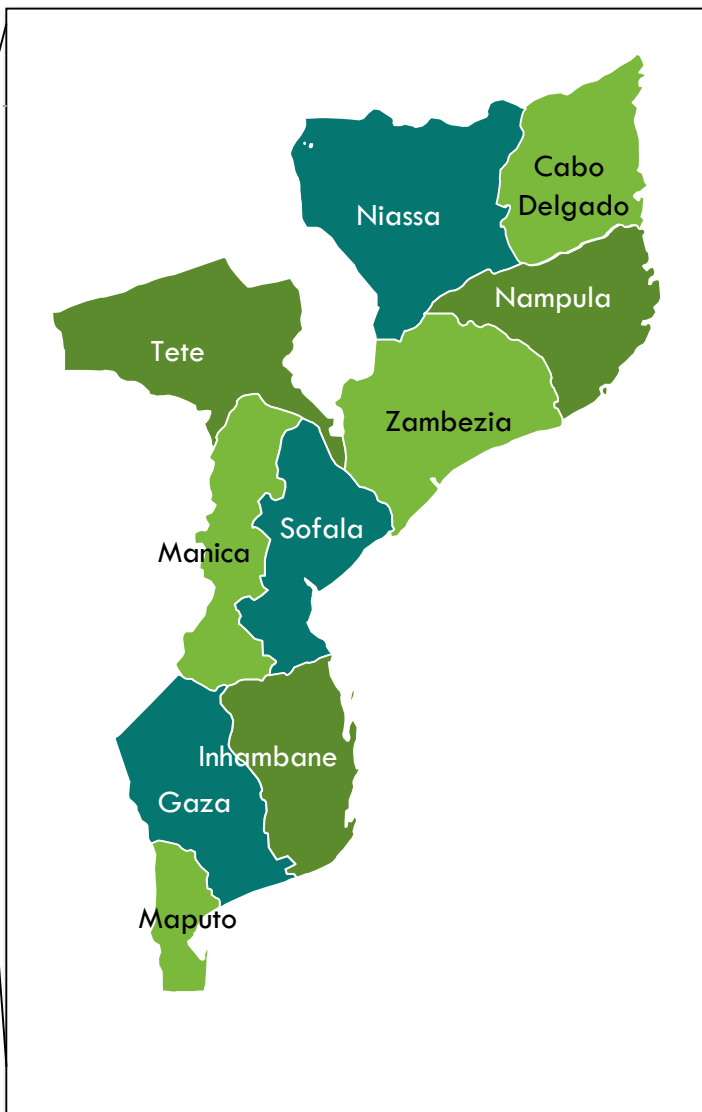 Cabo
Delgado
Niassa
Nampula
Tete
Zambezia
Sofala
Manica
Inhambane
Gaza
Maputo